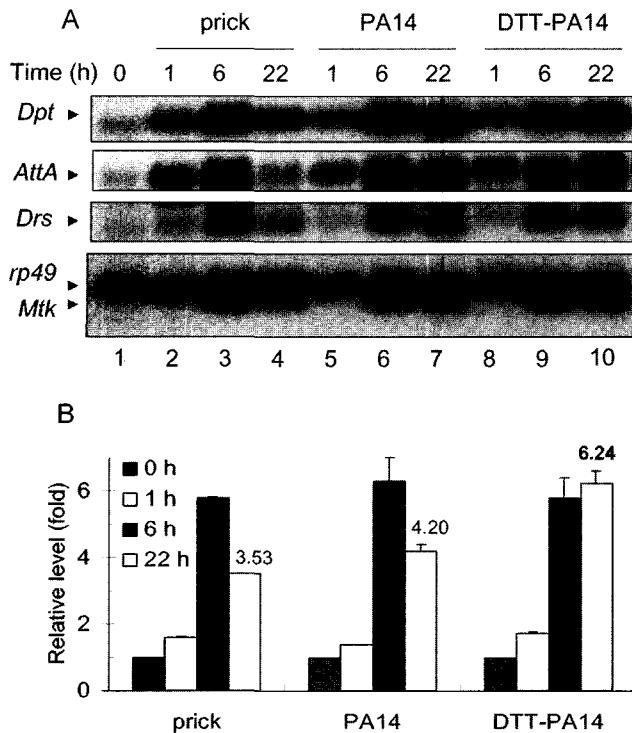 A
prick PA14 DTT-PA14
Time (h) 0 1 6 22 1 6 22 1 6 22
Dpt
AttA
Drs
rp49
Mtk
1 2 3 4 5 6 7 8 9 10
B
Relative level (fold)
6
4
2
0
0 h
1 h
6 h
22 h
3.53
4.20
6.24
prick PA14 DTT-PA14